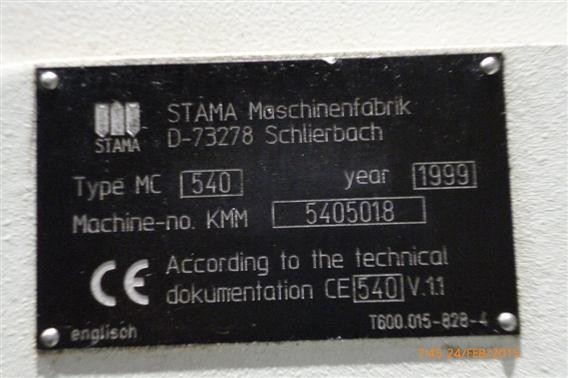 STAMA Maschinenfabrik
D-73278 Schlierbach
STAMA
Type MC 540 year 1999
Machine-no. KMM 5405018
CE According to the technical
dokumentation CE 540 V.1.1
englisch T600.015-828-4